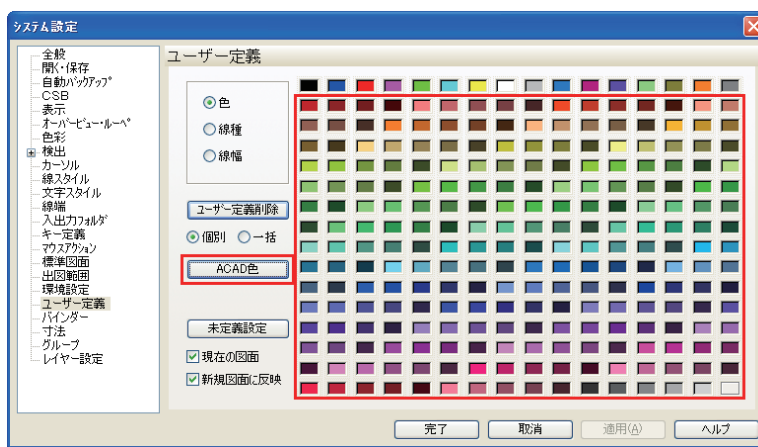 システム設定
全般
開く・保存
自動バックアップ
CSB
表示
オーバービュー・ルーペ
色彩
検出
カーソル
線スタイル
文字スタイル
線端
入出力フォルダ
キー定義
マウスアクション
標準図面
出図範囲
環境設定
ユーザー定義
バインダー
寸法
グループ
レイヤー設定
ユーザー定義
色
線種
線幅
ユーザー定義削除
個別 一括
ACAD色
未定義設定
現在の図面
新規図面に反映
完了 取消 適用(A) ヘルプ